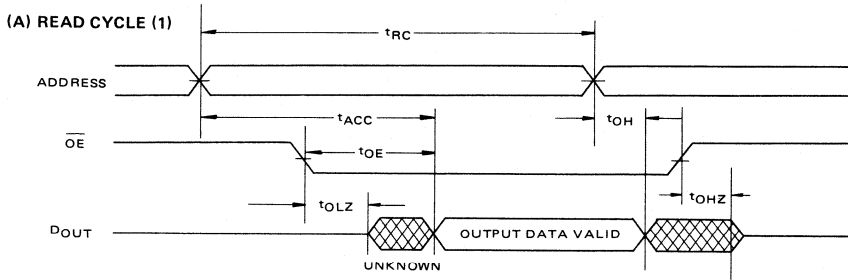 (A) READ CYCLE (1)
tRC
ADDRESS
tACC
tOH
OE
tOE
tOHZ
tOLZ
DOUT
OUTPUT DATA VALID
UNKNOWN